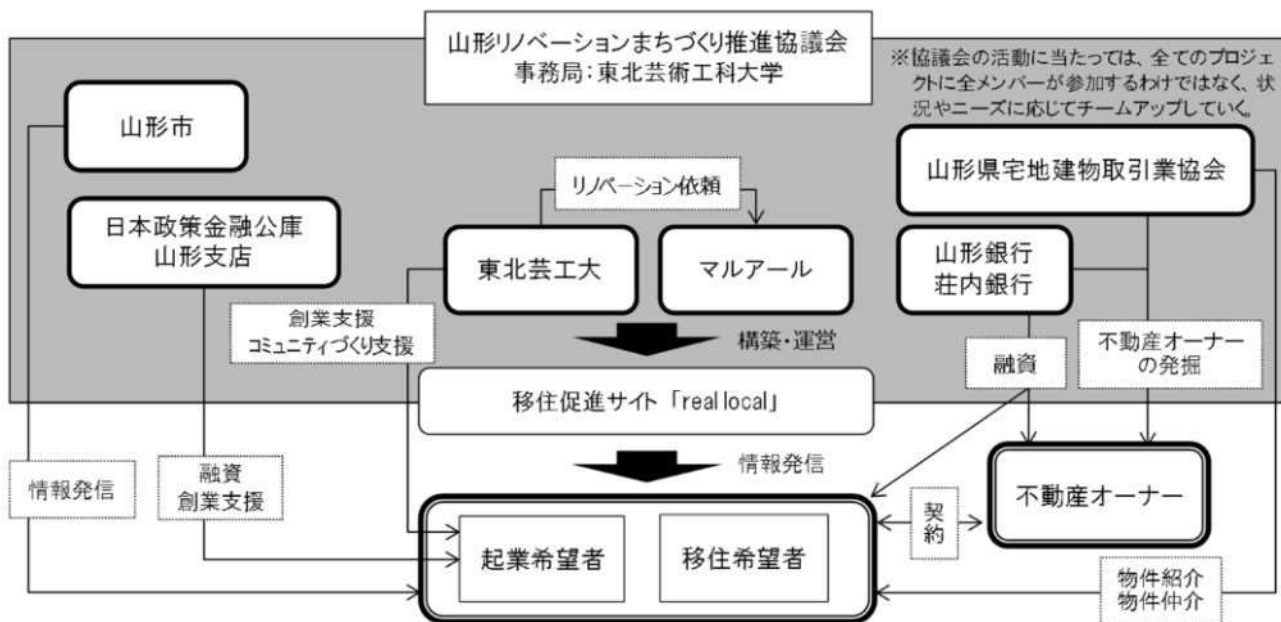 山形リノベーションまちづくり推進協議会
事務局：東北芸術工科大学
※協議会の活動に当たっては、全てのプロジェ
クトに全メンバーが参加するわけではなく、状
況やニーズに応じてチームアップしていく。
山形市
リノベーション依頼
山形県宅地建物取引業協会
日本政策金融公庫
山形支店
東北芸工大
マルアール
山形銀行
荘内銀行
創業支援
コミュニティづくり支援
構築・運営
融資
不動産オーナー
の発掘
移住促進サイト「real local」
情報発信
融資
創業支援
情報発信
不動産オーナー
契約
起業希望者
移住希望者
物件紹介
物件仲介